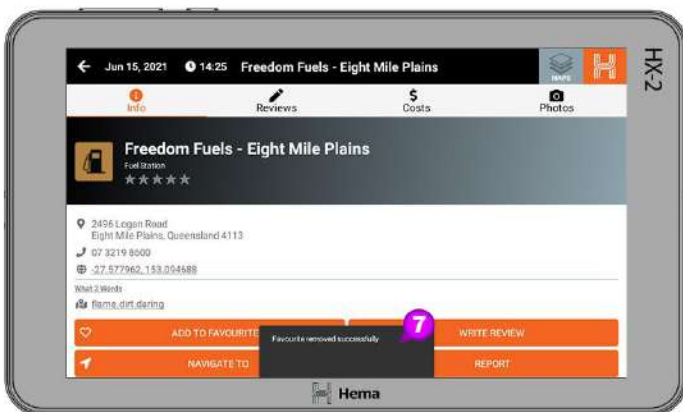 Jun 15, 2021 14:25 Freedom Fuels - Eight Mile Plains
MAPS
HX-2
Info Reviews Costs Photos
Freedom Fuels - Eight Mile Plains
Fuel Station
2496 Logan Road
Eight Mile Plains, Queensland 4113
07 3219 8600
-27.577962, 153.094688
What 3 Words
flame.dirt.daring
ADD TO FAVOURITE WRITE REVIEW
Favourite removed successfully
7
NAVIGATE TO REPORT
Hema